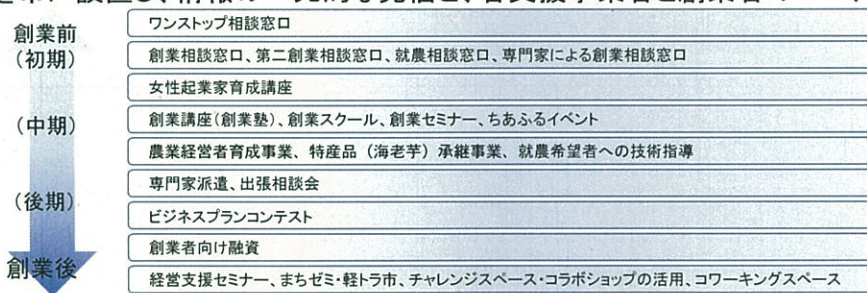 創業前
(初期)
ワンストップ相談窓口
創業相談窓口、第二創業相談窓口、就農相談窓口、専門家による創業相談窓口
女性起業家育成講座
(中期)
創業講座(創業塾)、創業スクール、創業セミナー、ちあふるイベント
農業経営者育成事業、特産品（海老芋）承継事業、就農希望者への技術指導
(後期)
専門家派遣、出張相談会
ビジネスプランコンテスト
創業者向け融資
創業後
経営支援セミナー、まちゼミ・軽トラ市、チャレンジスペース・コラボショップの活用、コワーキングスペース